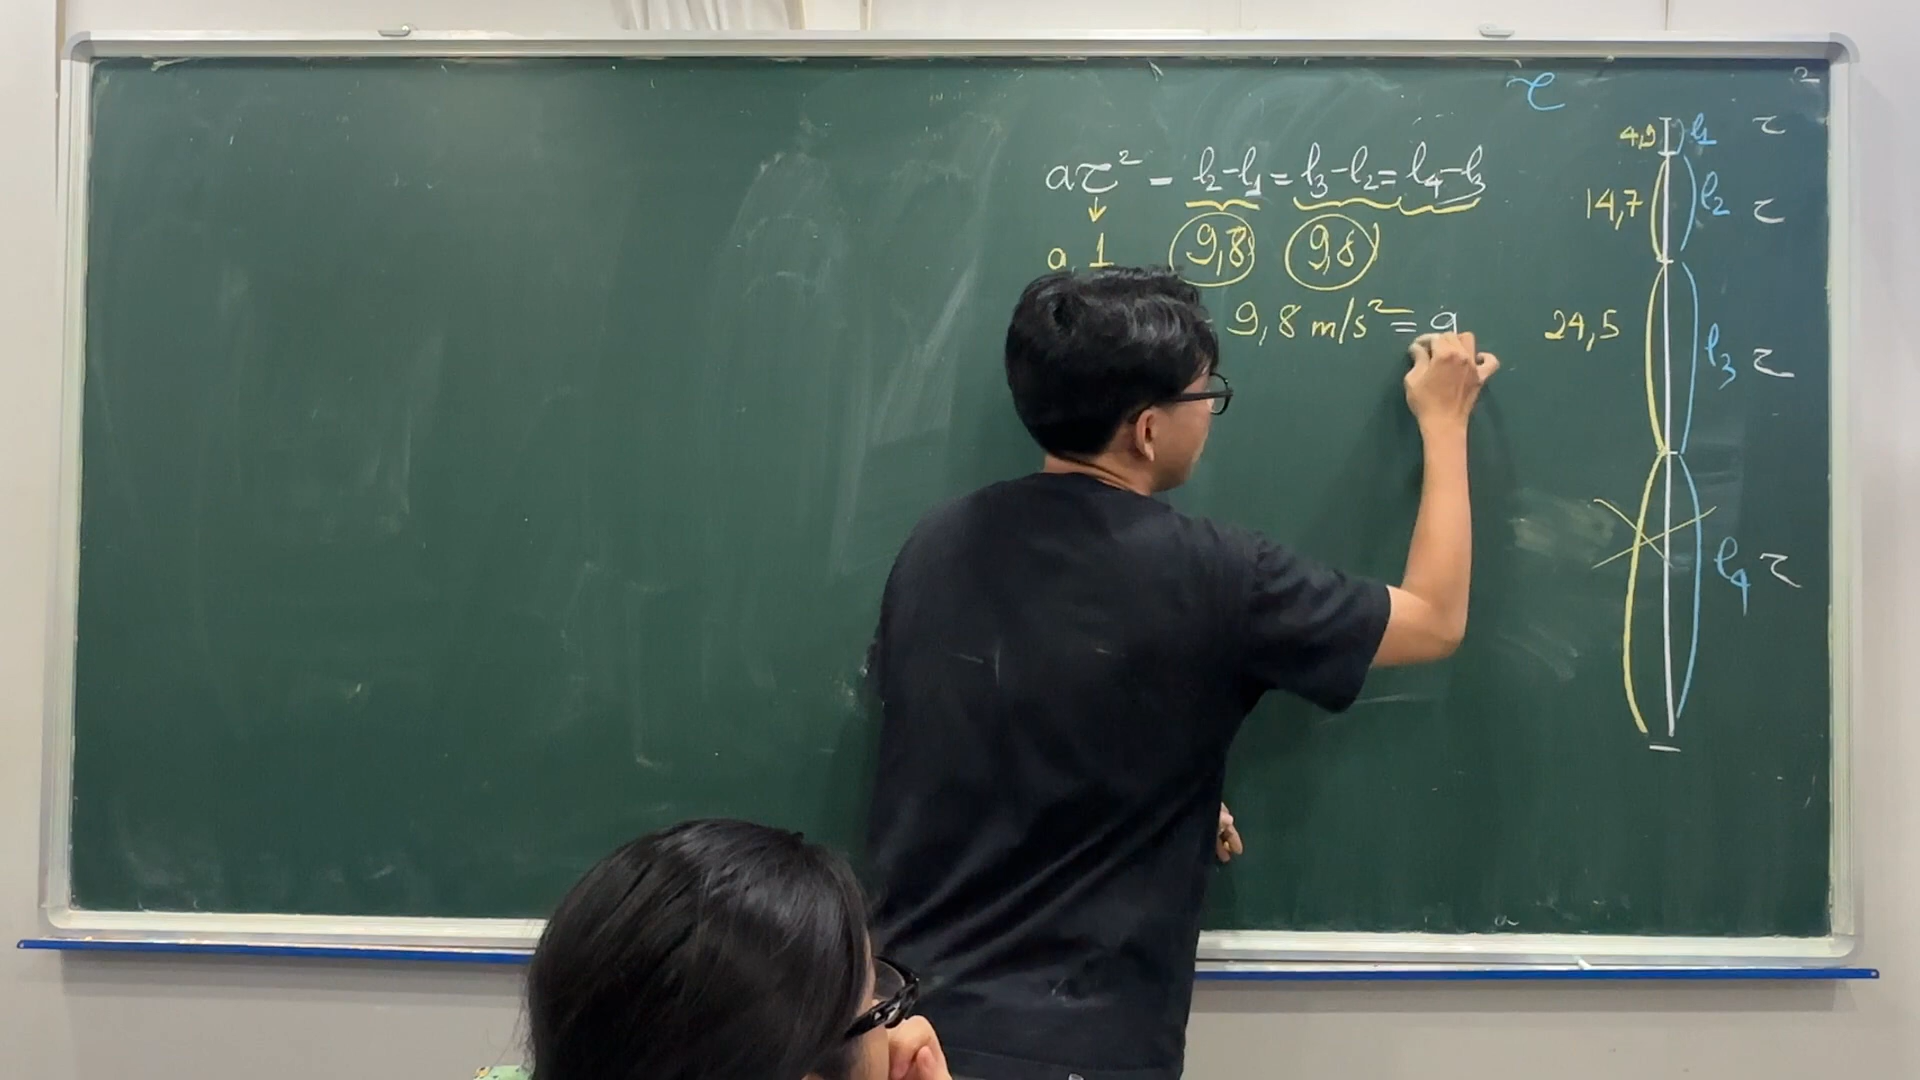 τ
aτ² = l₂-l₁ = l₃-l₂ = l₄-l₃
a. 1 9,8 9,8
9,8 m/s² = g
4,9 l₁ τ
14,7 l₂ τ
24,5 l₃ τ
l₄ τ